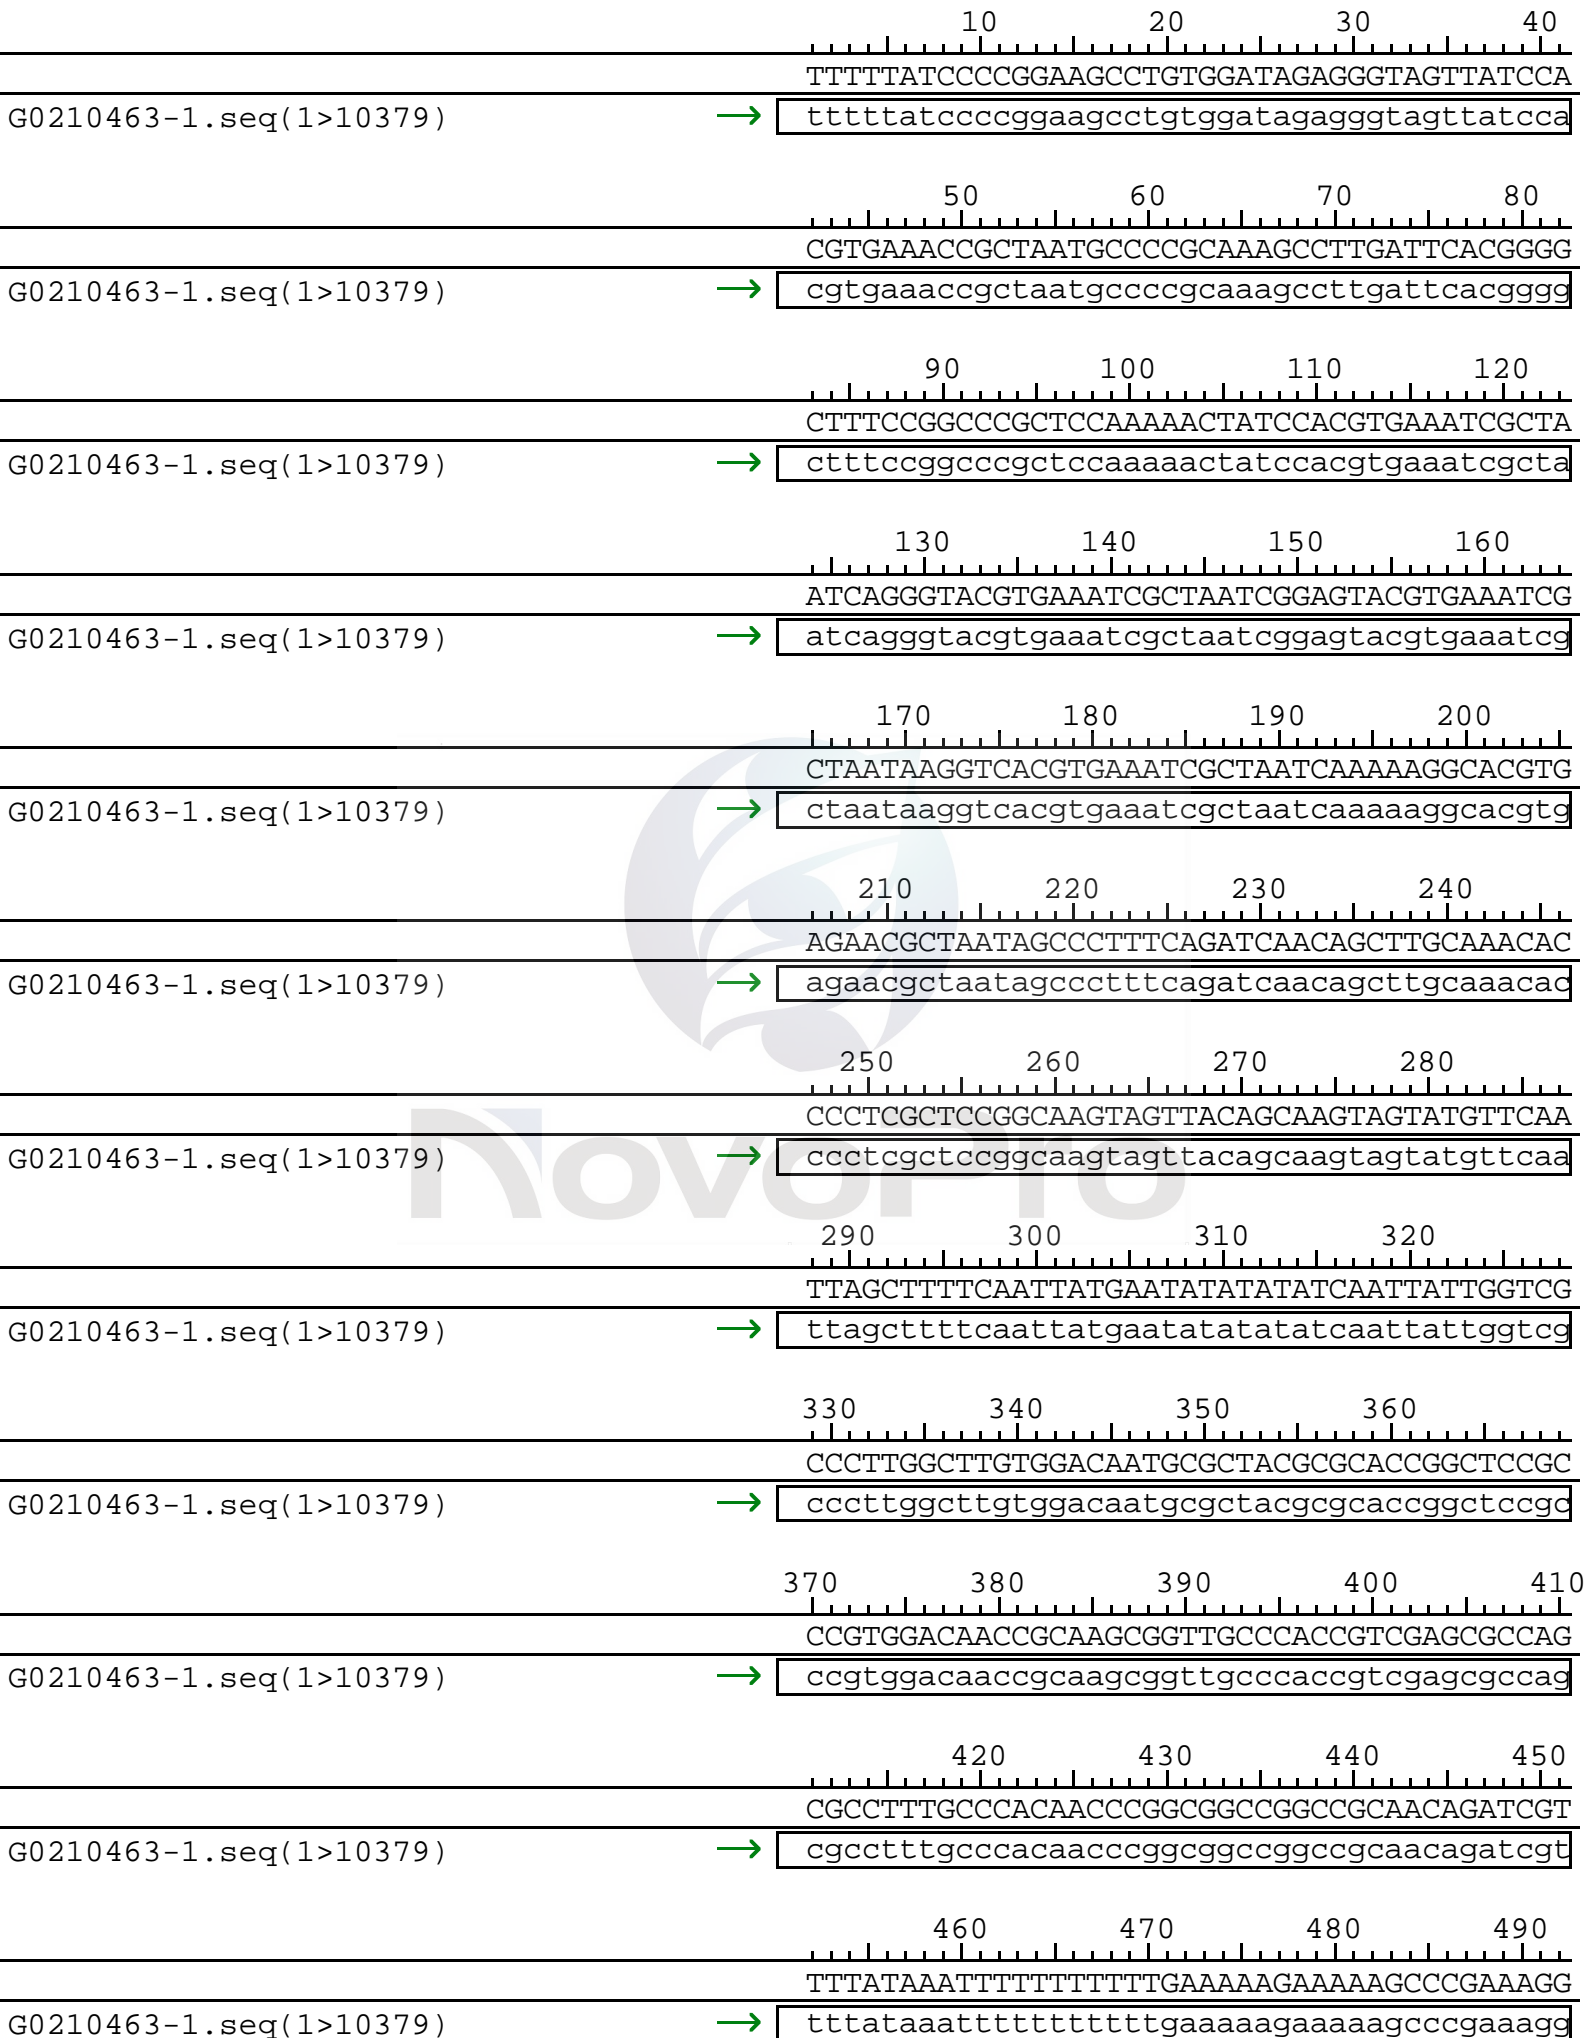 10 20 30 40
TTTTTATCCCCGGAAGCCTGTGGATAGAGGGTAGTTATCCA
G0210463-1.seq(1>10379) → tttttatccccggaagcctgtggatagagggtagttatcca
50 60 70 80
CGTGAAACCGCTAATGCCCCGCAAAGCCTTGATTCACGGGG
G0210463-1.seq(1>10379) → cgtgaaaccgctaatgccccgcaaagccttgattcacgggg
90 100 110 120
CTTTCCGGCCCGCTCCAAAAACTATCCACGTGAAATCGCTA
G0210463-1.seq(1>10379) → ctttccggcccgctccaaaaactatccacgtgaaatcgcta
130 140 150 160
ATCAGGGTACGTGAAATCGCTAATCGGAGTACGTGAAATCG
G0210463-1.seq(1>10379) → atcagggtacgtgaaatcgctaatcggagtacgtgaaatcg
170 180 190 200
CTAATAAGGTCACGTGAAATCGCTAATCAAAAAGGCACGTG
G0210463-1.seq(1>10379) → ctaataaggtcacgtgaaatcgctaatcaaaaaggcacgtg
210 220 230 240
AGAACGCTAATAGCCCTTTCAGATCAACAGCTTGCAAACAC
G0210463-1.seq(1>10379) → agaacgctaatagccctttcagatcaacagcttgcaaacac
250 260 270 280
CCCTCGCTCCGGCAAGTAGTTACAGCAAGTAGTATGTTCAA
G0210463-1.seq(1>10379) → ccctcgctccggcaagtagttacagcaagtagtatgttcaa
NovoPro
290 300 310 320
TTAGCTTTTCAATTATGAATATATATATCAATTATTGGTCG
G0210463-1.seq(1>10379) → ttagcttttcaattatgaatatatatatcaattattggtcg
330 340 350 360
CCCTTGGCTTGTGGACAATGCGCTACGCGCACCGGCTCCGC
G0210463-1.seq(1>10379) → cccttggcttgtggacaatgcgctacgcgcaccggctccgc
370 380 390 400 410
CCGTGGACAACCGCAAGCGGTTGCCCACCGTCGAGCGCCAG
G0210463-1.seq(1>10379) → ccgtggacaaccgcaagcggttgcccaccgtcgagcgccag
420 430 440 450
CGCCTTTGCCCACAACCCGGCGGCCGGCCGCAACAGATCGT
G0210463-1.seq(1>10379) → cgcctttgcccacaacccggcggccggccgcaacagatcgt
460 470 480 490
TTTATAAATTTTTTTTTTTGAAAAAGAAAAAGCCCGAAAGG
G0210463-1.seq(1>10379) → tttataaatttttttttttgaaaaagaaaaagcccgaaagg